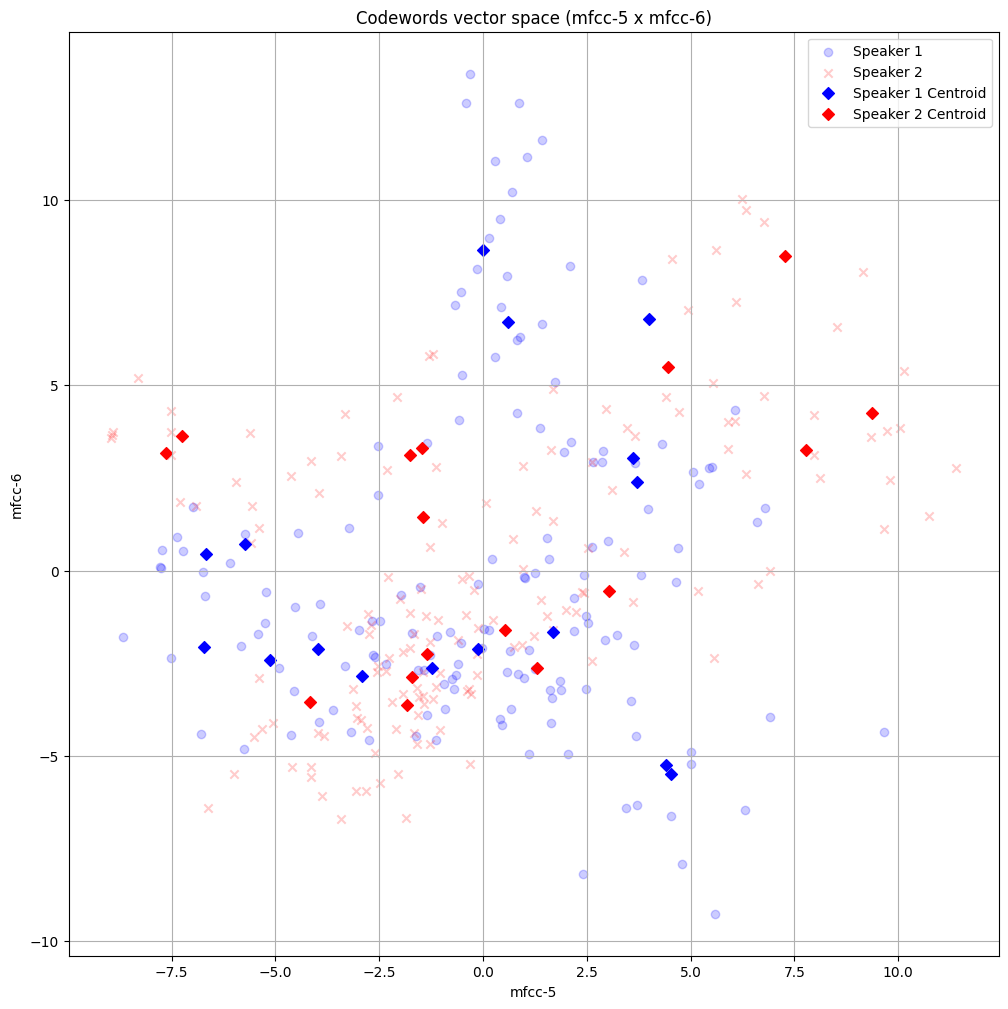 Codewords vector space (mfcc-5 x mfcc-6)
Speaker 1
Speaker 2
Speaker 1 Centroid
Speaker 2 Centroid
10
5
0
−5
−10
mfcc-6
−7.5 −5.0 −2.5 0.0 2.5 5.0 7.5 10.0
mfcc-5